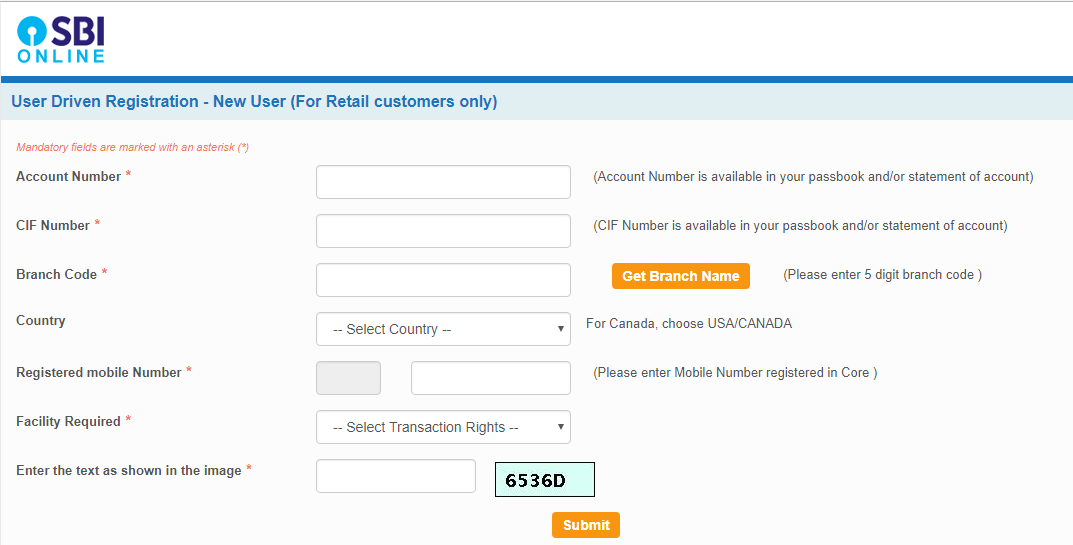 SBI
ONLINE
User Driven Registration - New User (For Retail customers only)
Mandatory fields are marked with an asterisk (*)
Account Number * (Account Number is available in your passbook and/or statement of account)
CIF Number * (CIF Number is available in your passbook and/or statement of account)
Branch Code * Get Branch Name (Please enter 5 digit branch code )
Country -- Select Country -- For Canada, choose USA/CANADA
Registered mobile Number * (Please enter Mobile Number registered in Core )
Facility Required * -- Select Transaction Rights --
Enter the text as shown in the image * 6536D
Submit